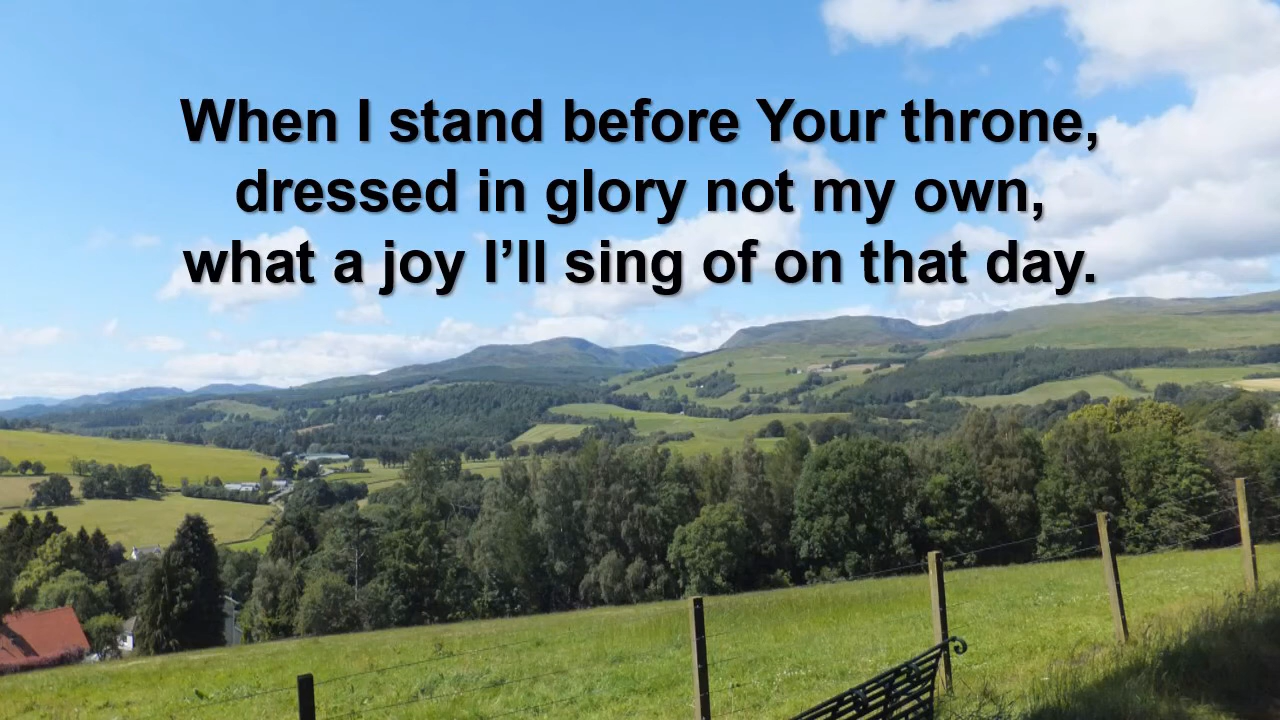 When I stand before Your throne,
dressed in glory not my own,
what a joy I’ll sing of on that day.